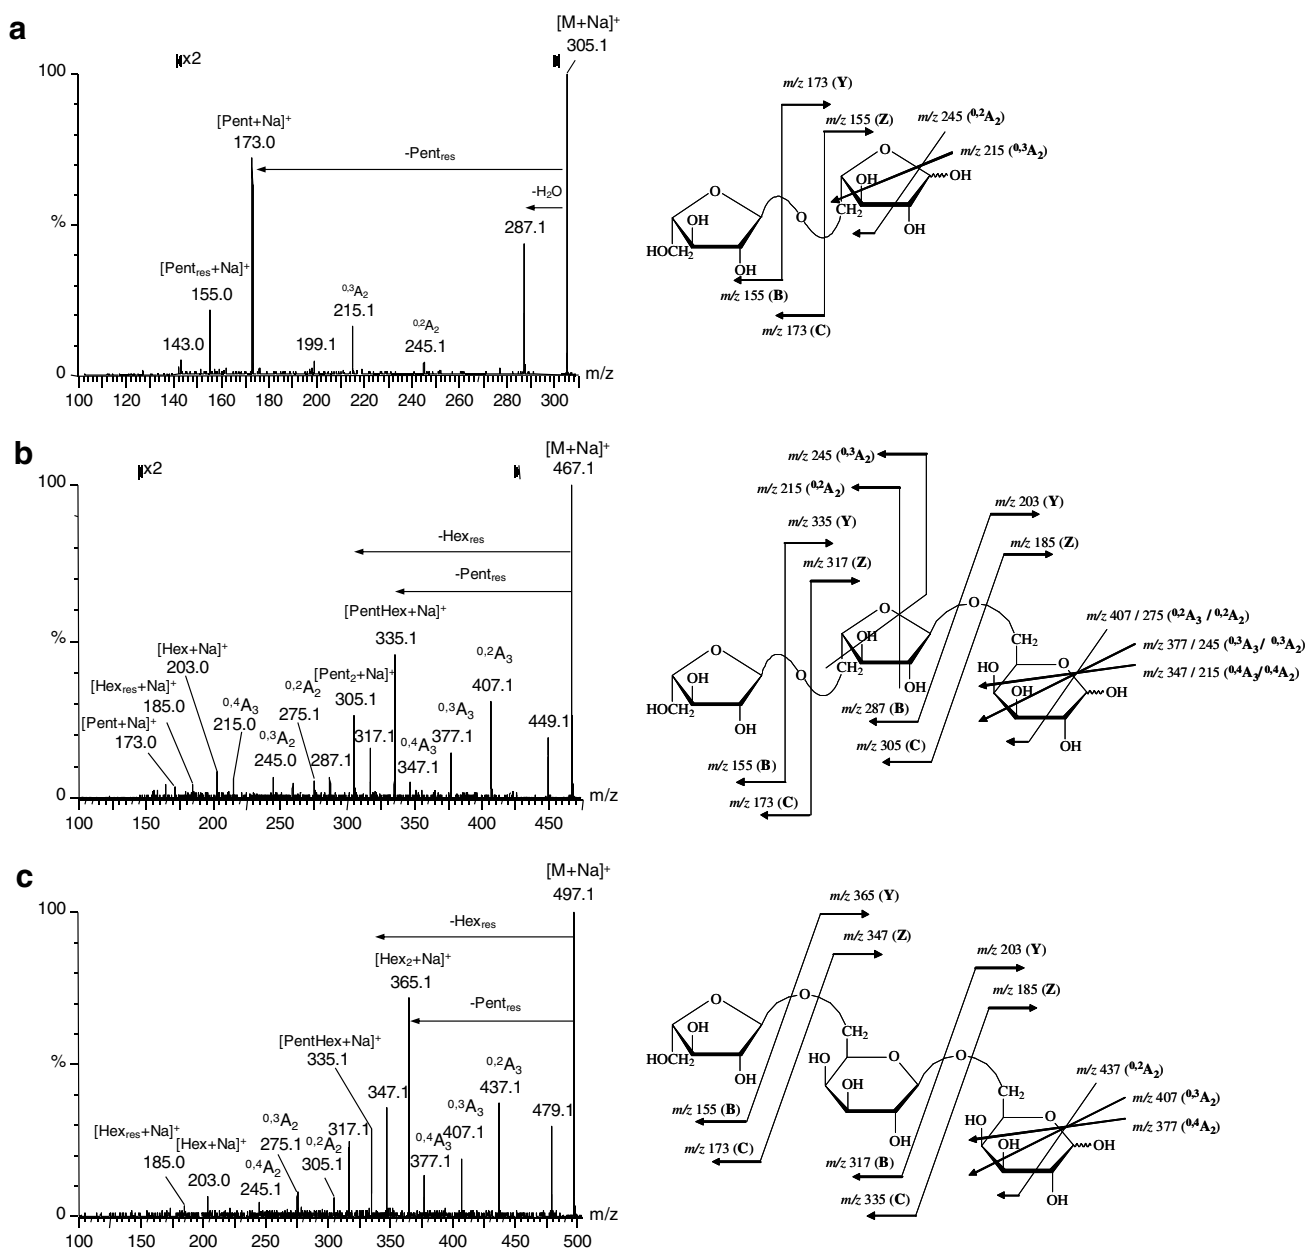 a
[M+Na]+
305.1
x2
100
[Pent+Na]+
173.0
-Pentres
-H2O
287.1
%
[Pentres+Na]+
155.0
0,3A2
215.1
0,2A2
245.1
143.0
199.1
0
m/z
100 120 140 160 180 200 220 240 260 280 300
m/z 173 (Y)
m/z 155 (Z)
m/z 245 (0,2A2)
m/z 215 (0,3A2)
O
OH
OH
CH2
OH
O
O
OH
HOCH2
OH
m/z 155 (B)
m/z 173 (C)
b
[M+Na]+
467.1
x2
100
-Hexres
-Pentres
[PentHex+Na]+
335.1
%
[Hex+Na]+
203.0
[Hexres+Na]+
185.0
[Pent+Na]+
173.0
0,4A3
215.0
0,3A2
245.0
0,2A2
275.1
287.1
[Pent2+Na]+
305.1
317.1
0,4A3
347.1
0,3A3
377.1
0,2A3
407.1
449.1
0
m/z
100 150 200 250 300 350 400 450
m/z 245 (0,3A2)
m/z 215 (0,2A2)
m/z 335 (Y)
m/z 317 (Z)
m/z 203 (Y)
m/z 185 (Z)
m/z 407 / 275 (0,2A3 / 0,2A2)
m/z 377 / 245 (0,3A3/ 0,3A2)
m/z 347 / 215 (0,4A3/0,4A2)
O
O
OH
CH2
OH
CH2
HO
O
OH
OH
OH
O
O
OH
HOCH2
OH
m/z 287 (B)
m/z 305 (C)
m/z 155 (B)
m/z 173 (C)
c
[M+Na]+
497.1
100
-Hexres
[Hex2+Na]+
365.1
-Pentres
%
[PentHex+Na]+
335.1
[Hexres+Na]+
185.0
[Hex+Na]+
203.0
0,4A2
245.1
0,3A2
275.1
0,2A2
305.1
317.1
347.1
0,4A3
377.1
0,3A3
407.1
0,2A3
437.1
479.1
0
m/z
100 150 200 250 300 350 400 450 500
m/z 365 (Y)
m/z 347 (Z)
m/z 203 (Y)
m/z 185 (Z)
m/z 437 (0,2A2)
m/z 407 (0,3A2)
m/z 377 (0,4A2)
O
O
OH
HOCH2
OH
CH2
HO
O
OH
OH
O
CH2
HO
O
OH
OH
OH
m/z 155 (B)
m/z 173 (C)
m/z 317 (B)
m/z 335 (C)